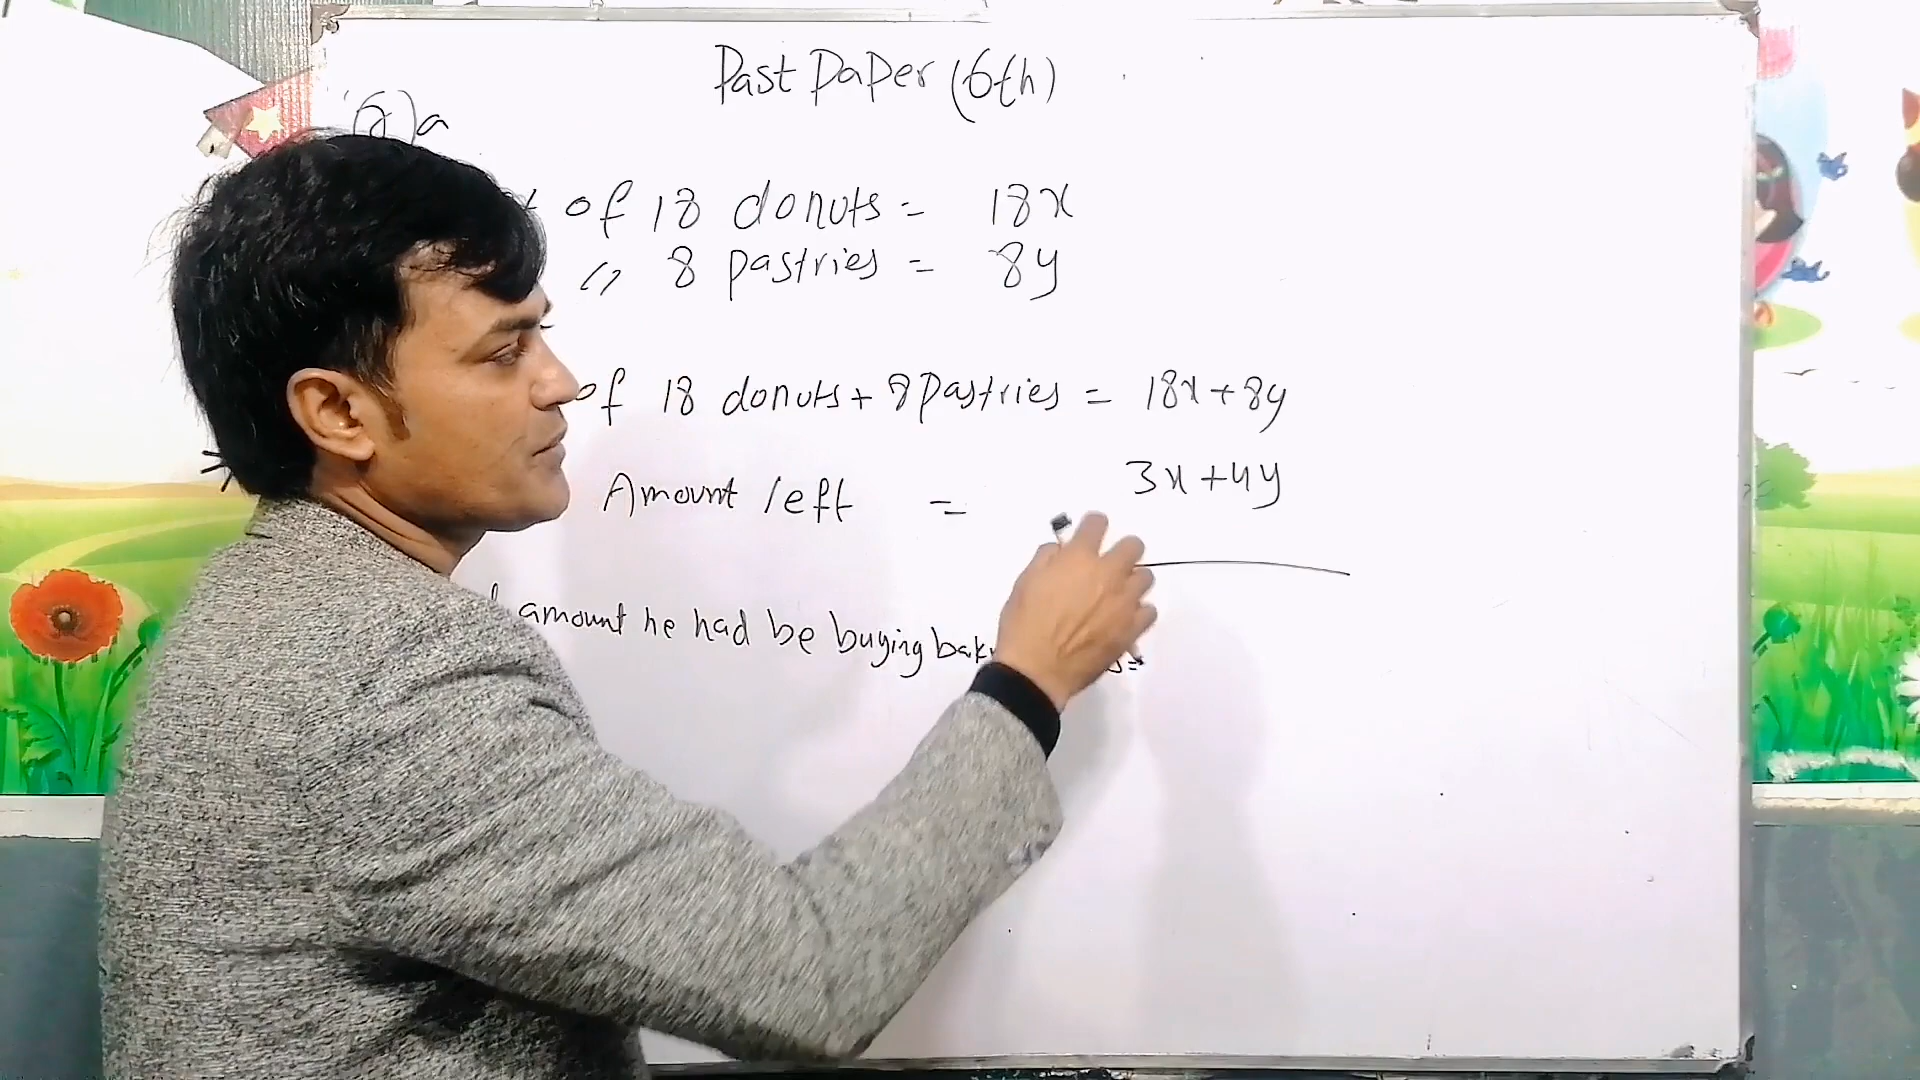 Past Paper (6th)
a
of 18 donuts = 18x
" 8 pastries = 8y
of 18 donuts + 8 Pastries = 18x + 8y
Amount left = 3x + 4y
amount he had be buying